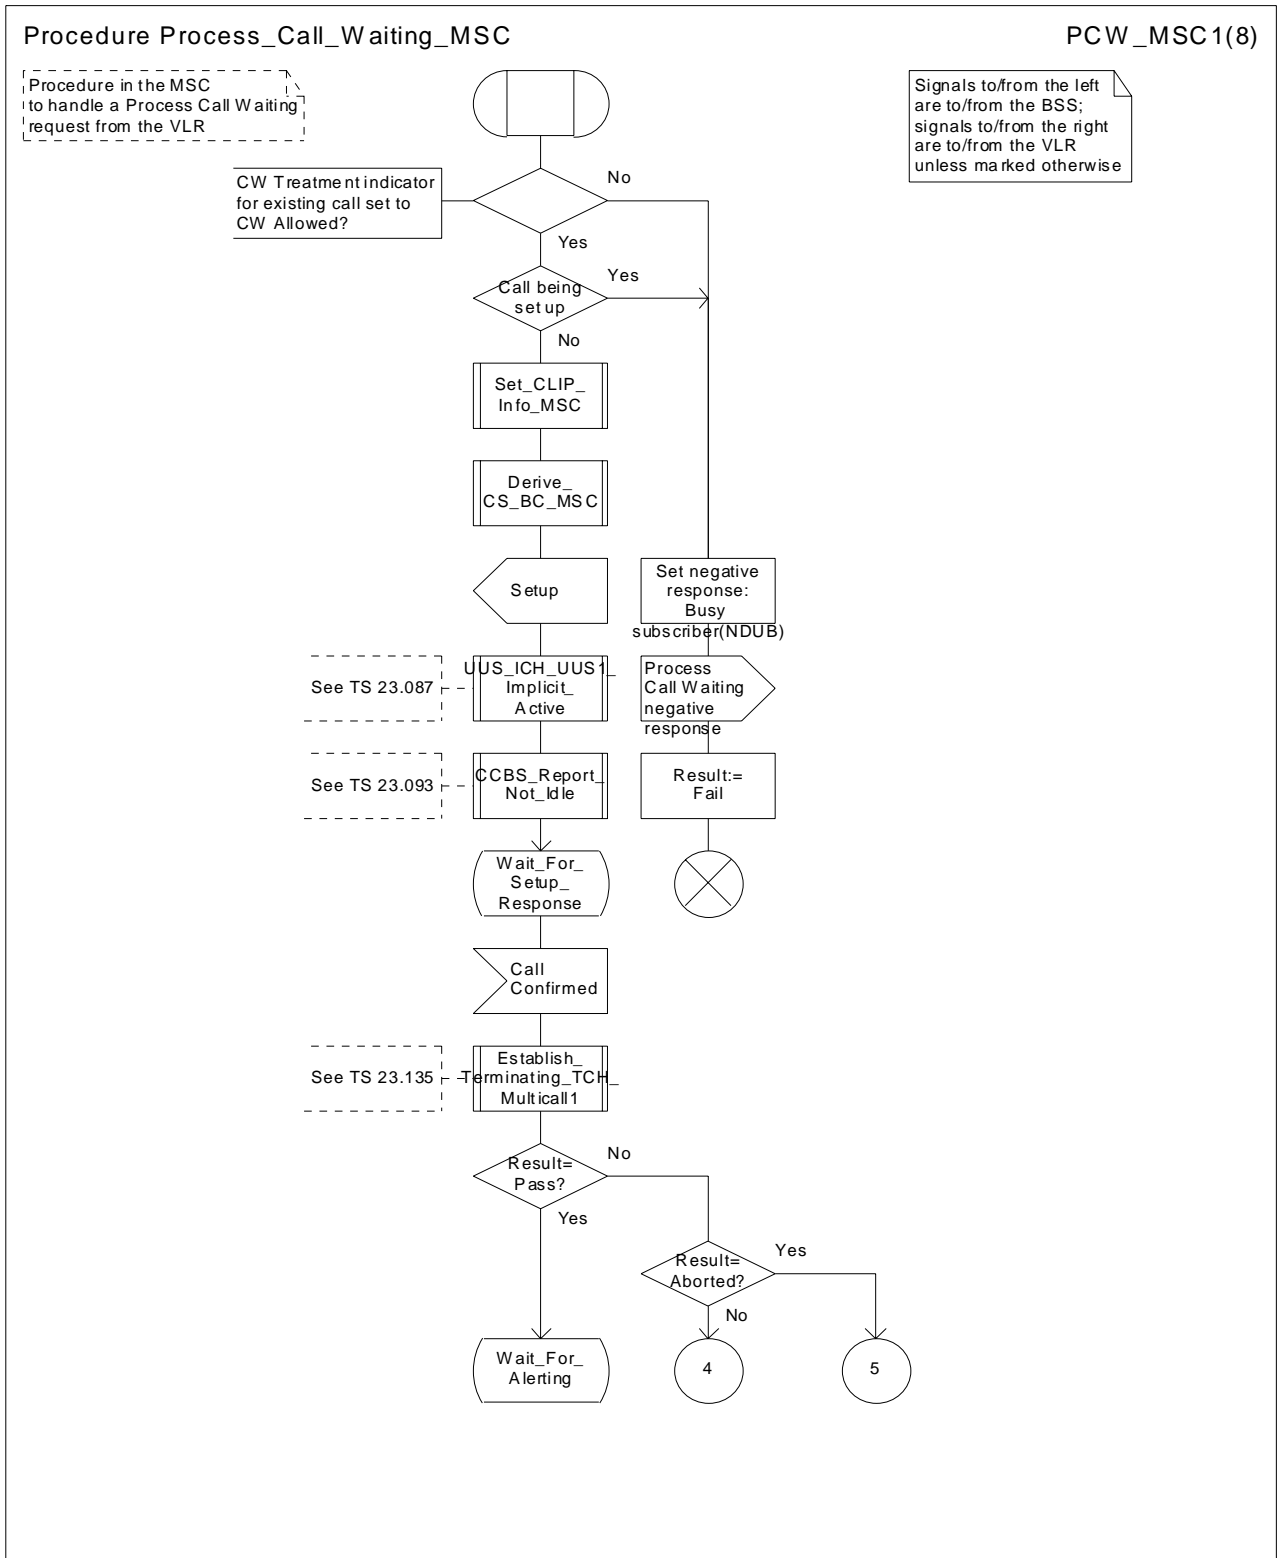 Procedure Process_Call_Waiting_MSC
PCW_MSC1(8)
Procedure in the MSC
to handle a Process Call Waiting
request from the VLR
Signals to/from the left
are to/from the BSS;
signals to/from the right
are to/from the VLR
unless marked otherwise
CW Treatment indicator
for existing call set to
CW Allowed?
No
Yes
Call being
set up
Yes
No
Set_CLIP_
Info_MSC
Derive_
CS_BC_MSC
Setup
Set negative
response:
Busy
subscriber(NDUB)
See TS 23.087
UUS_ICH_UUS1_
Implicit_
Active
Process
Call Waiting
negative
response
See TS 23.093
CCBS_Report_
Not_Idle
Result:=
Fail
Wait_For_
Setup_
Response
Call
Confirmed
See TS 23.135
Establish_
Terminating_TCH_
Multicall1
Result=
Pass?
No
Yes
Result=
Aborted?
Yes
No
Wait_For_
Alerting
4
5